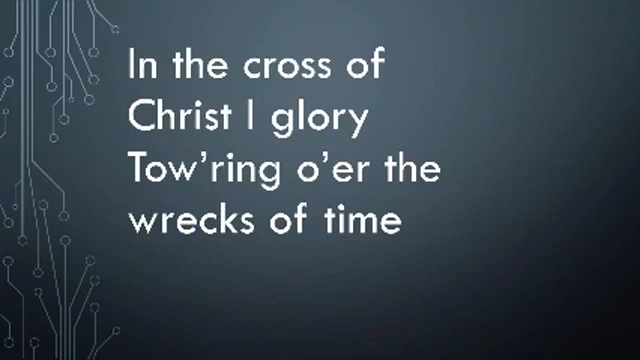 In the cross of
Christ I glory
Tow’ring o’er the
wrecks of time